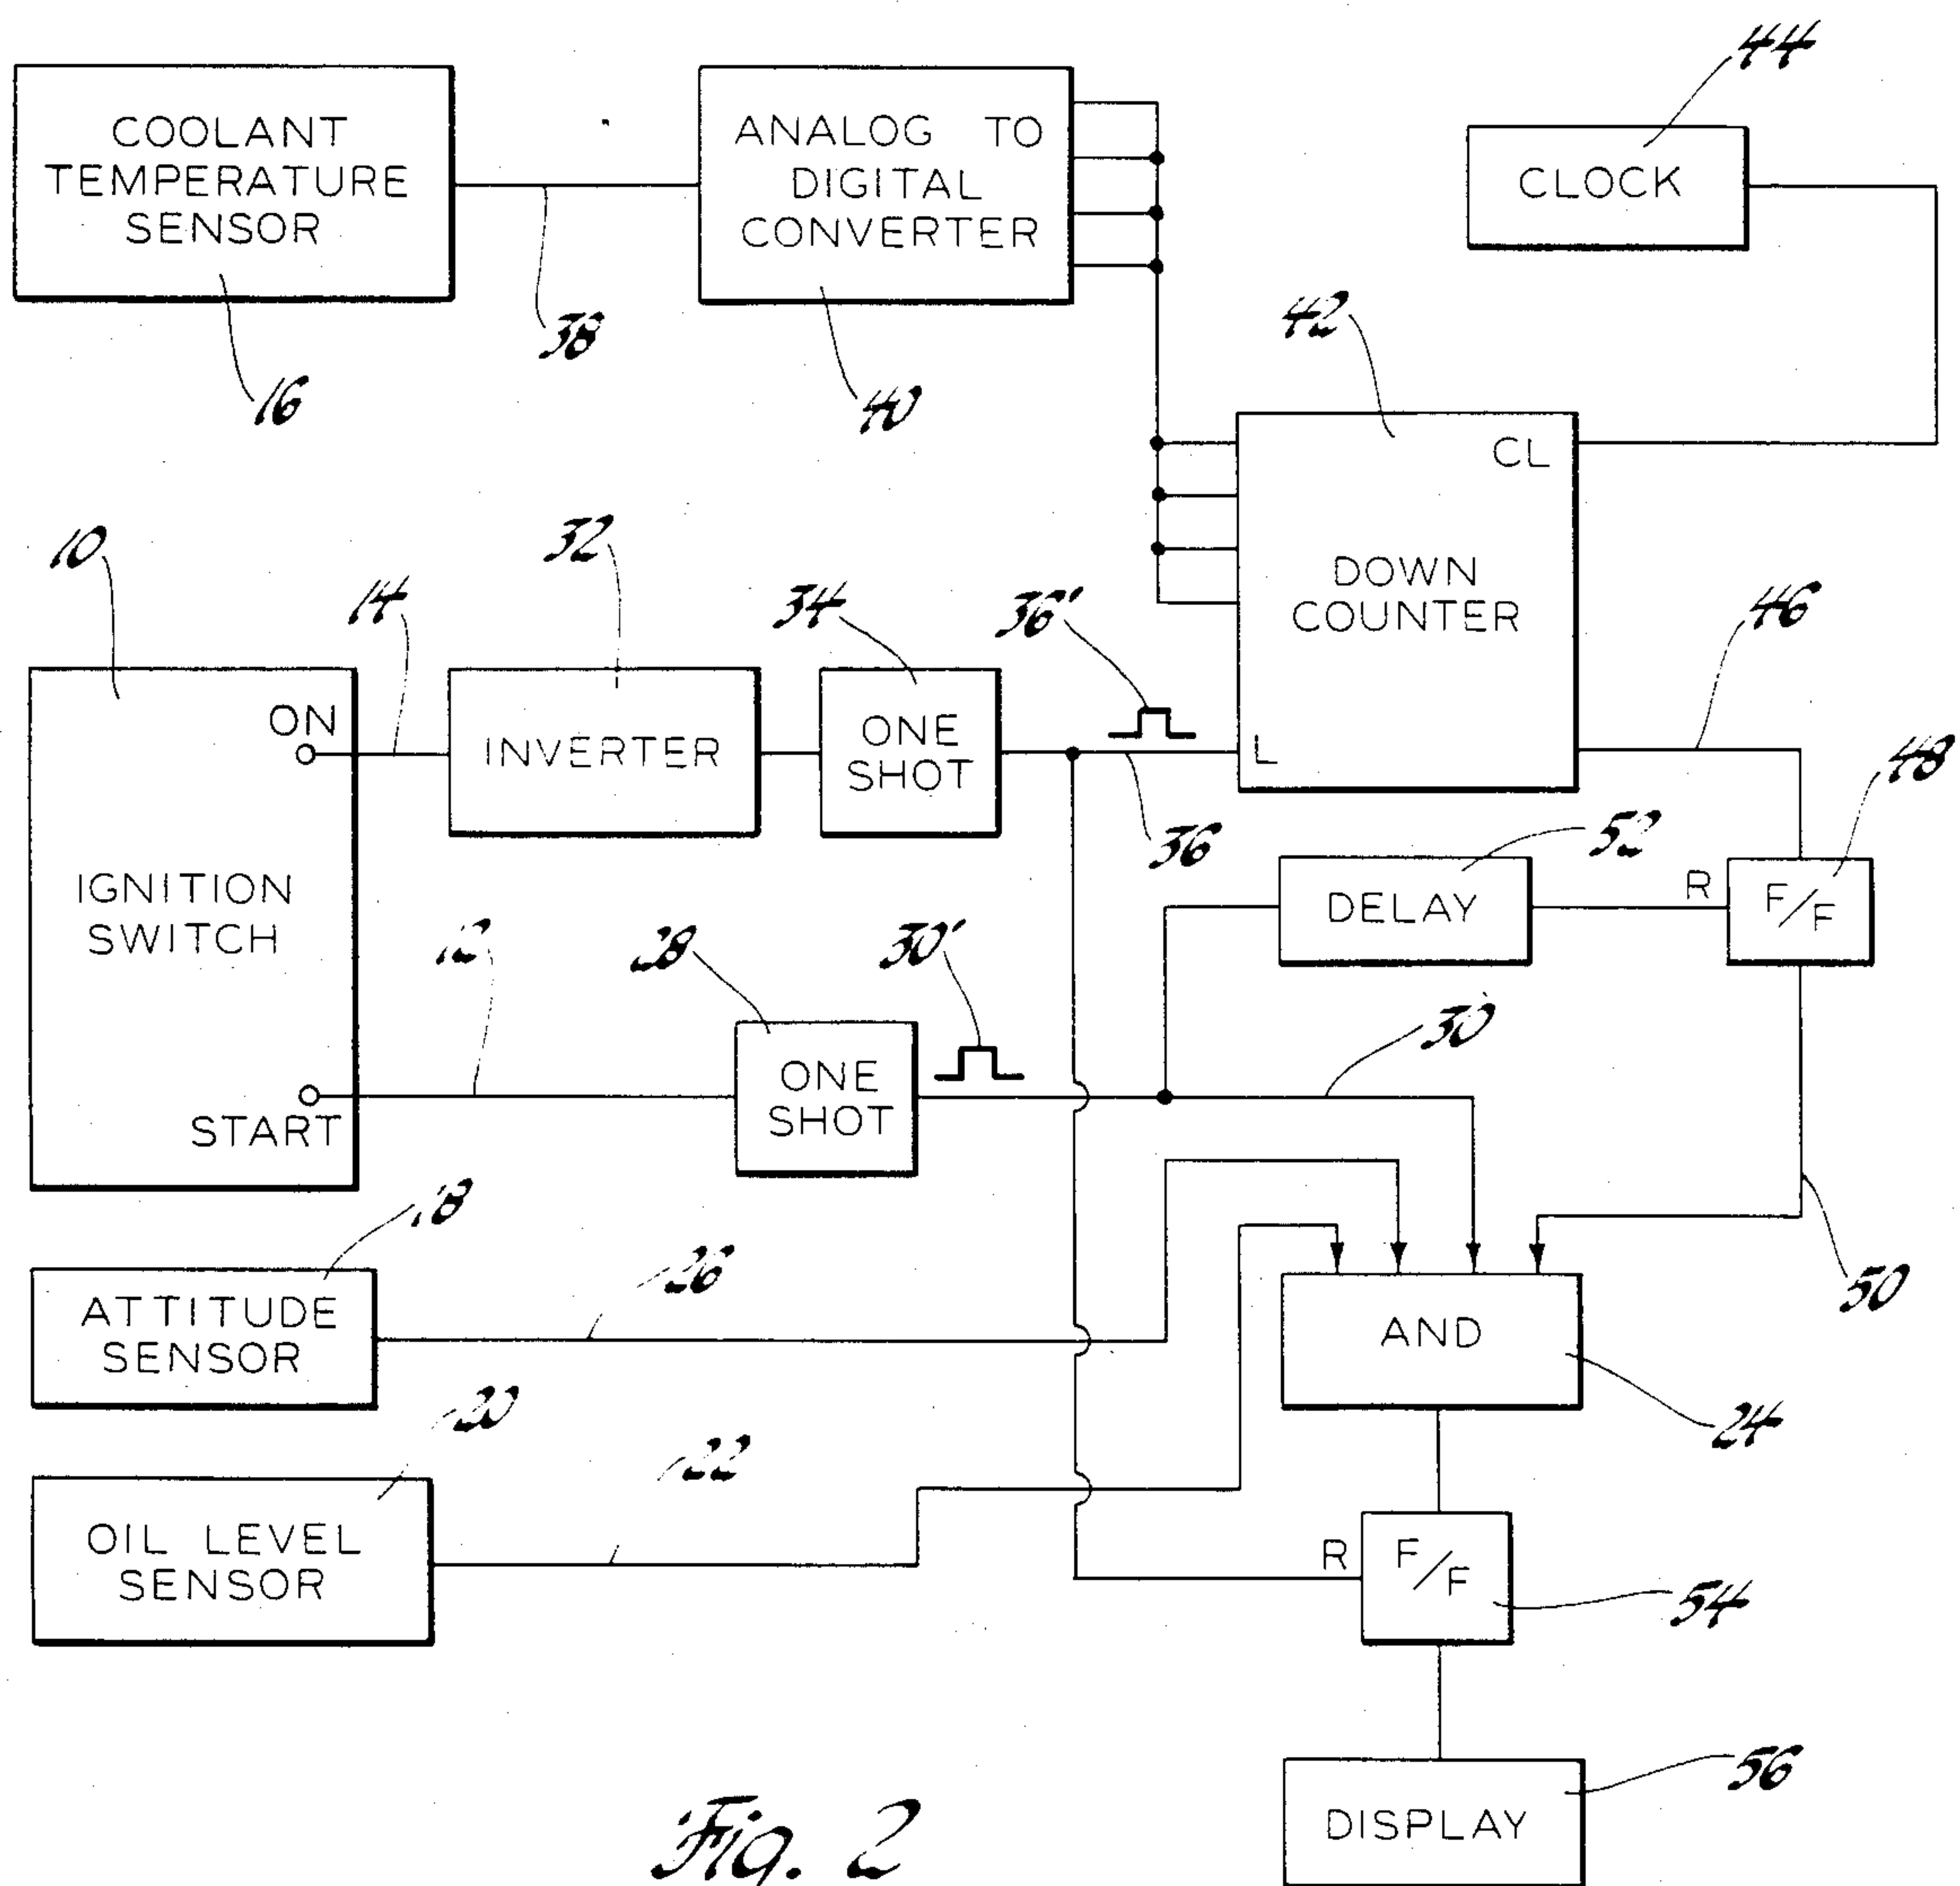 44
COOLANT
TEMPERATURE
SENSOR
ANALOG TO
DIGITAL
CONVERTER
CLOCK
38
42
16
40
CL
10
14
32
34
36'
DOWN
COUNTER
46
ON
INVERTER
ONE
SHOT
L
36
48
52
IGNITION
SWITCH
12
28
30'
DELAY
R
F/F
30
ONE
SHOT
START
18
26
50
ATTITUDE
SENSOR
AND
20
24
22
OIL LEVEL
SENSOR
R
F/F
54
56
DISPLAY
Fig. 2